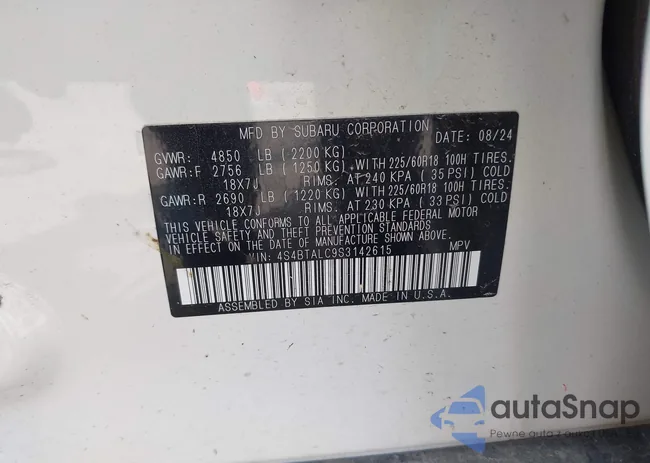 MFD BY SUBARU CORPORATION DATE: 08/24
GVWR: 4850 LB (2200 KG)
GAWR:F 2756 LB (1250 KG) WITH 225/60R18 100H TIRES.
18X7J RIMS. AT 240 KPA (35 PSI) COLD
GAWR:R 2690 LB (1220 KG) WITH 225/60R18 100H TIRES.
18X7J RIMS. AT 230 KPA (33 PSI) COLD
THIS VEHICLE CONFORMS TO ALL APPLICABLE FEDERAL MOTOR
VEHICLE SAFETY AND THEFT PREVENTION STANDARDS
IN EFFECT ON THE DATE OF MANUFACTURE SHOWN ABOVE.
VIN: 4S4BTALC9S3142615 MPV
ASSEMBLED BY SIA INC. MADE IN U.S.A.
autaSnap
Pewne auto z aukcji